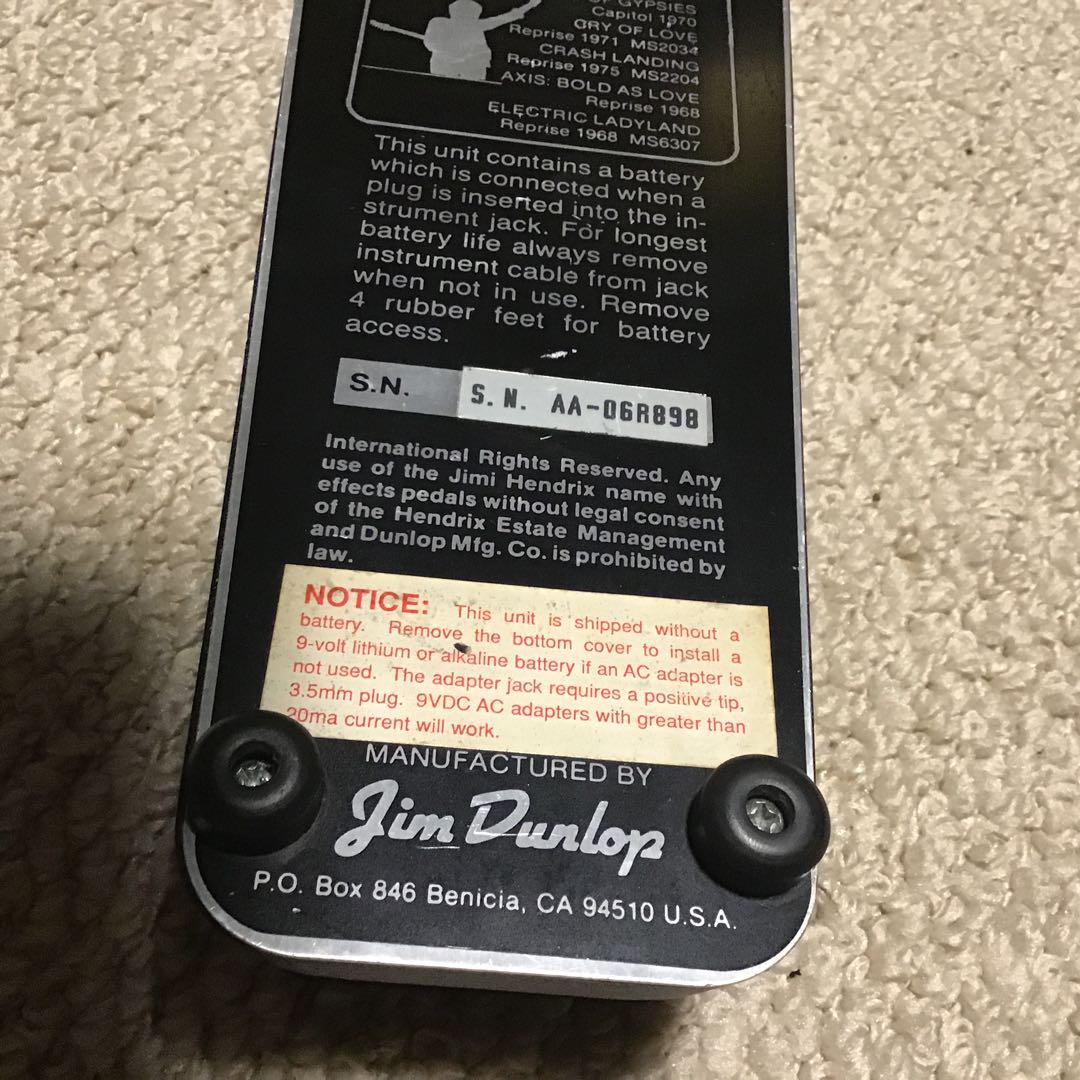 OF GYPSIES
Capitol 1970
CRY OF LOVE
Reprise 1971 MS2034
CRASH LANDING
Reprise 1975 MS2204
AXIS: BOLD AS LOVE
Reprise 1968
ELECTRIC LADYLAND
Reprise 1968 MS6307
This unit contains a battery
which is connected when a
plug is inserted into the in-
strument jack. For longest
battery life always remove
instrument cable from jack
when not in use. Remove
4 rubber feet for battery
access.
S.N. S.N. AA-06R898
International Rights Reserved. Any
use of the Jimi Hendrix name with
effects pedals without legal consent
of the Hendrix Estate Management
and Dunlop Mfg. Co. is prohibited by
law.
NOTICE: This unit is shipped without a
battery. Remove the bottom cover to install a
9-volt lithium or alkaline battery if an AC adapter is
not used. The adapter jack requires a positive tip,
3.5mm plug. 9VDC AC adapters with greater than
20ma current will work.
MANUFACTURED BY
Jim Dunlop
P.O. Box 846 Benicia, CA 94510 U.S.A.